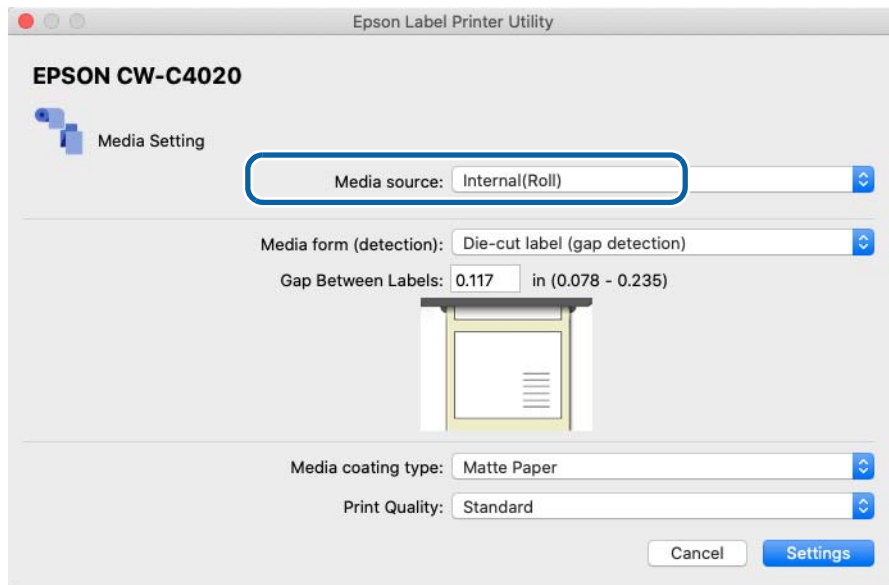 Epson Label Printer Utility
EPSON CW-C4020
Media Setting
Media source: Internal(Roll)
Media form (detection): Die-cut label (gap detection)
Gap Between Labels: 0.117 in (0.078 - 0.235)
Media coating type: Matte Paper
Print Quality: Standard
Cancel Settings